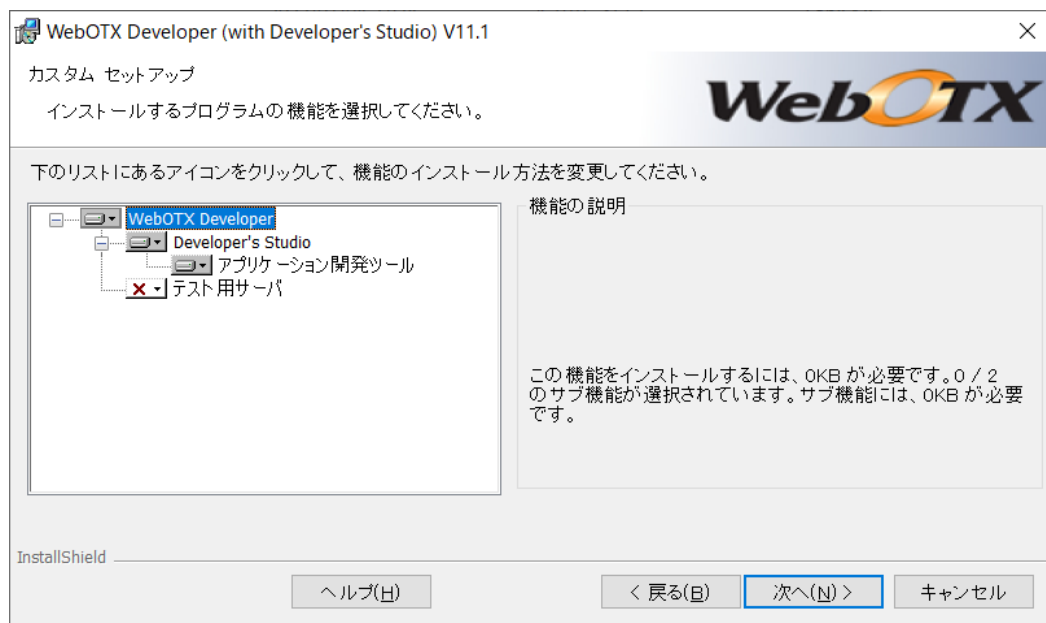 WebOTX Developer (with Developer's Studio) V11.1
カスタム セットアップ
インストールするプログラムの機能を選択してください。
WebOTX
下のリストにあるアイコンをクリックして、機能のインストール方法を変更してください。
WebOTX Developer
Developer's Studio
アプリケーション開発ツール
テスト用サーバ
機能の説明
この機能をインストールするには、0KB が必要です。0 / 2
のサブ機能が選択されています。サブ機能には、0KB が必要
です。
InstallShield
ヘルプ(H)
< 戻る(B)
次へ(N) >
キャンセル